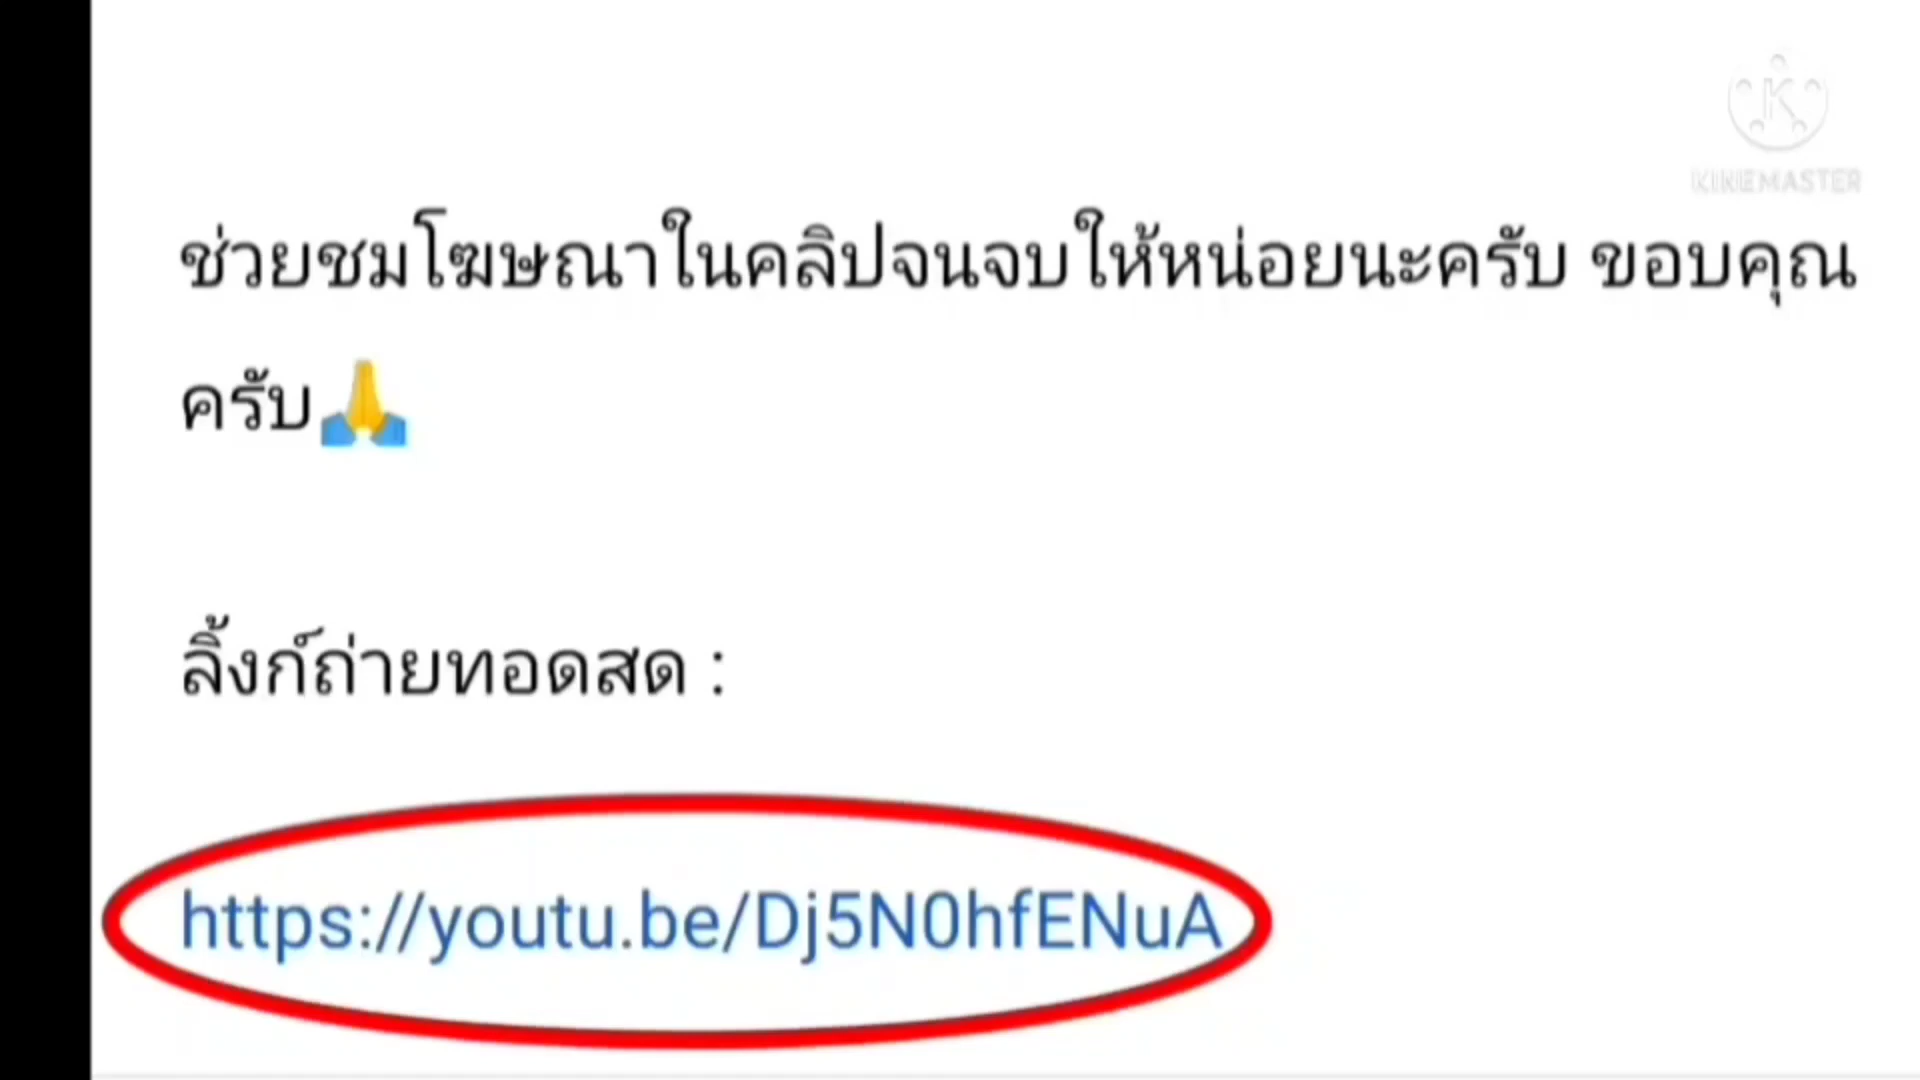 KINEMASTER
ช่วยชมโฆษณาในคลิปจนจบให้หน่อยนะครับ ขอบคุณ
ครับ🙏
ลิ้งก์ถ่ายทอดสด :
https://youtu.be/Dj5N0hfENuA